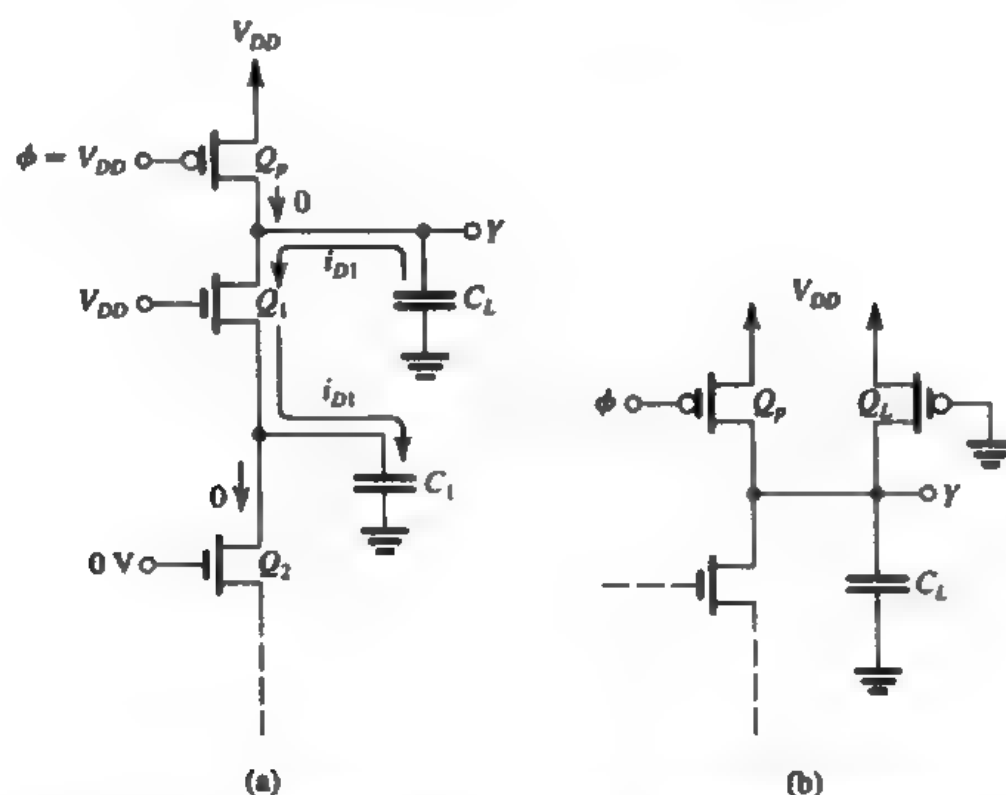 V_DD
ϕ = V_DD
Q_p
0
Y
i_D1
V_DD
Q_1
C_L
i_D1
C_1
0
0 V
Q_2
(a)
V_DD
ϕ
Q_p
Q_L
Y
C_L
(b)